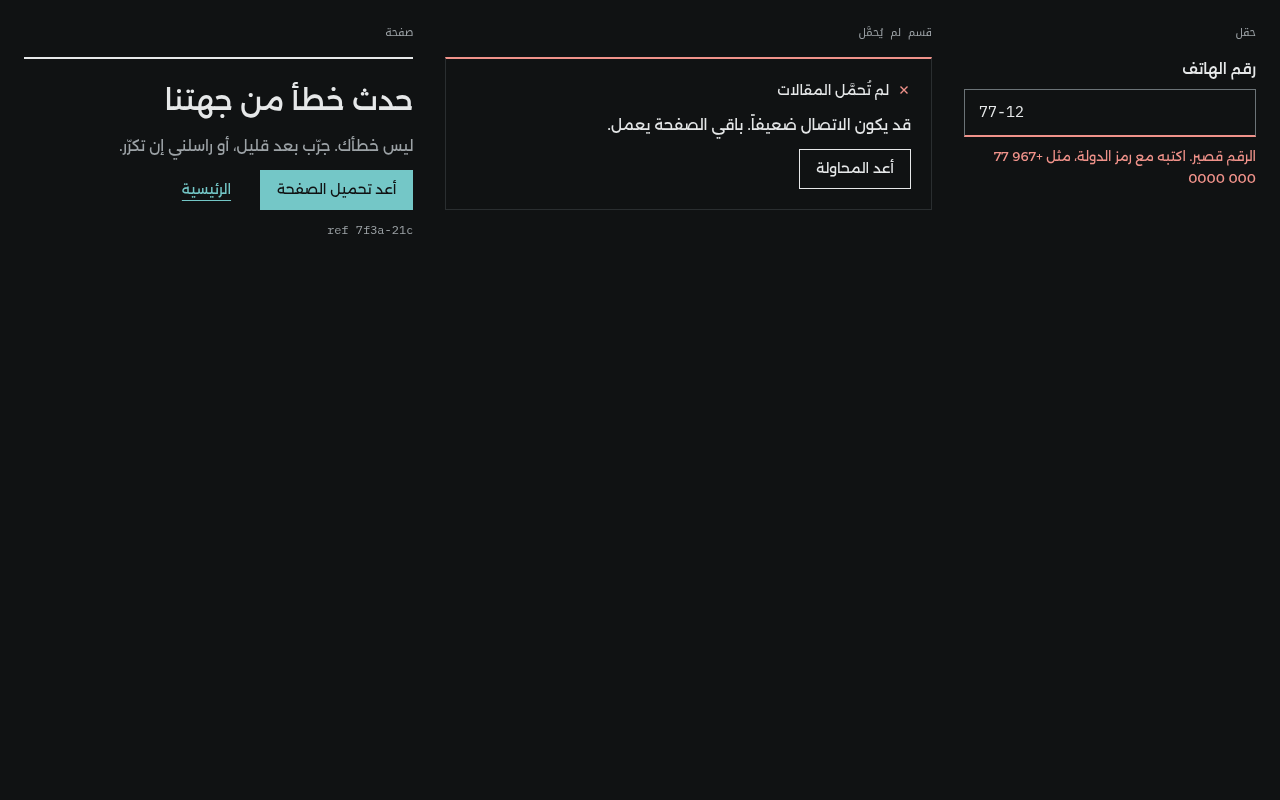 حقل
رقم الهاتف
77-12
الرقم قصير. اكتبه مع رمز الدولة، مثل +967 77
000 0000
قسم لم يُحمَّل
× لم تُحمَّل المقالات
قد يكون الاتصال ضعيفاً. باقي الصفحة يعمل.
أعد المحاولة
صفحة
حدث خطأ من جهتنا
ليس خطأك. جرّب بعد قليل، أو راسلني إن تكرّر.
أعد تحميل الصفحة
الرئيسية
ref 7f3a-21c